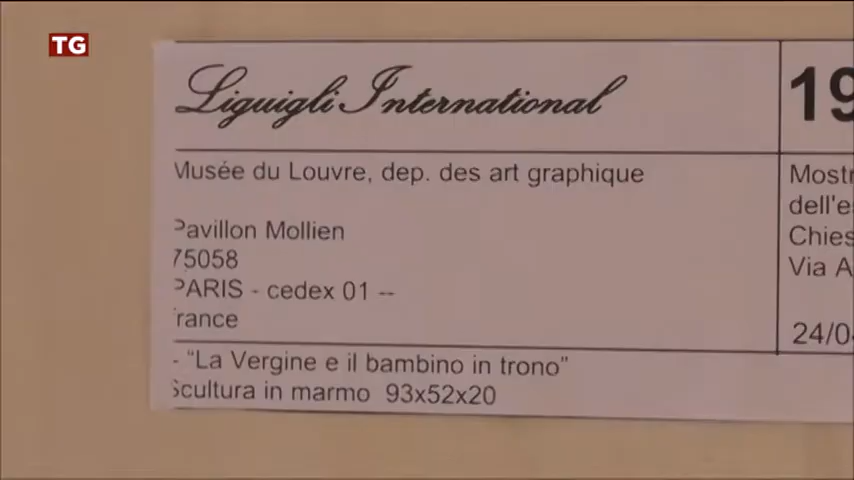 TG
Liguigli International
19
Musée du Louvre, dep. des art graphique
Pavillon Mollien
75058
PARIS - cedex 01 --
rance
Mostr
dell'e
Chies
Via A
24/0
- “La Vergine e il bambino in trono”
Scultura in marmo 93x52x20